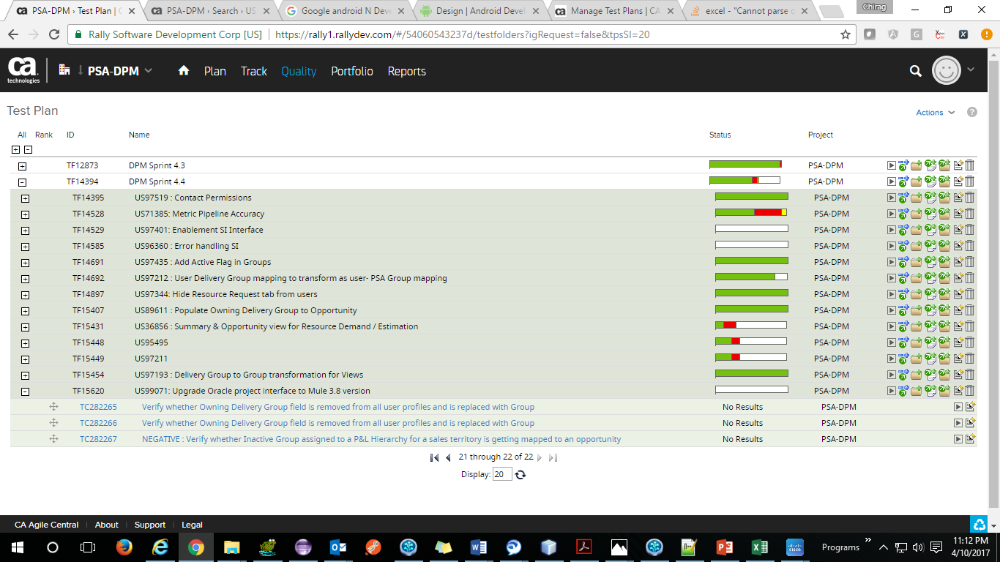 PSA-DPM › Test Plan | C
PSA-DPM › Search › US
Google android N Deve
Design | Android Devel
Manage Test Plans | CA
excel - "Cannot parse
Chirag
Rally Software Development Corp [US]
https://rally1.rallydev.com/#/54060543237d/testfolders?igRequest=false&tpsSI=20
ca technologies
PSA-DPM
Plan Track Quality Portfolio Reports
Test Plan
Actions
All Rank ID Name Status Project
TF12873 DPM Sprint 4.3 PSA-DPM
TF14394 DPM Sprint 4.4 PSA-DPM
TF14395 US97519 : Contact Permissions PSA-DPM
TF14528 US71385: Metric Pipeline Accuracy PSA-DPM
TF14529 US97401: Enablement SI Interface PSA-DPM
TF14585 US96360 : Error handling SI PSA-DPM
TF14691 US97435 : Add Active Flag in Groups PSA-DPM
TF14692 US97212 : User Delivery Group mapping to transform as user- PSA Group mapping PSA-DPM
TF14897 US97344: Hide Resource Request tab from users PSA-DPM
TF15407 US89611 : Populate Owning Delivery Group to Opportunity PSA-DPM
TF15431 US36856 : Summary & Opportunity view for Resource Demand / Estimation PSA-DPM
TF15448 US95495 PSA-DPM
TF15449 US97211 PSA-DPM
TF15454 US97193 : Delivery Group to Group transformation for Views PSA-DPM
TF15620 US99071: Upgrade Oracle project interface to Mule 3.8 version PSA-DPM
TC282265 Verify whether Owning Delivery Group field is removed from all user profiles and is replaced with Group No Results PSA-DPM
TC282266 Verify whether Owning Delivery Group field is removed from all user profiles and is replaced with Group No Results PSA-DPM
TC282267 NEGATIVE : Verify whether Inactive Group assigned to a P&L Hierarchy for a sales territory is getting mapped to an opportunity No Results PSA-DPM
21 through 22 of 22
Display: 20
CA Agile Central | About | Support | Legal
Programs
11:12 PM
4/10/2017